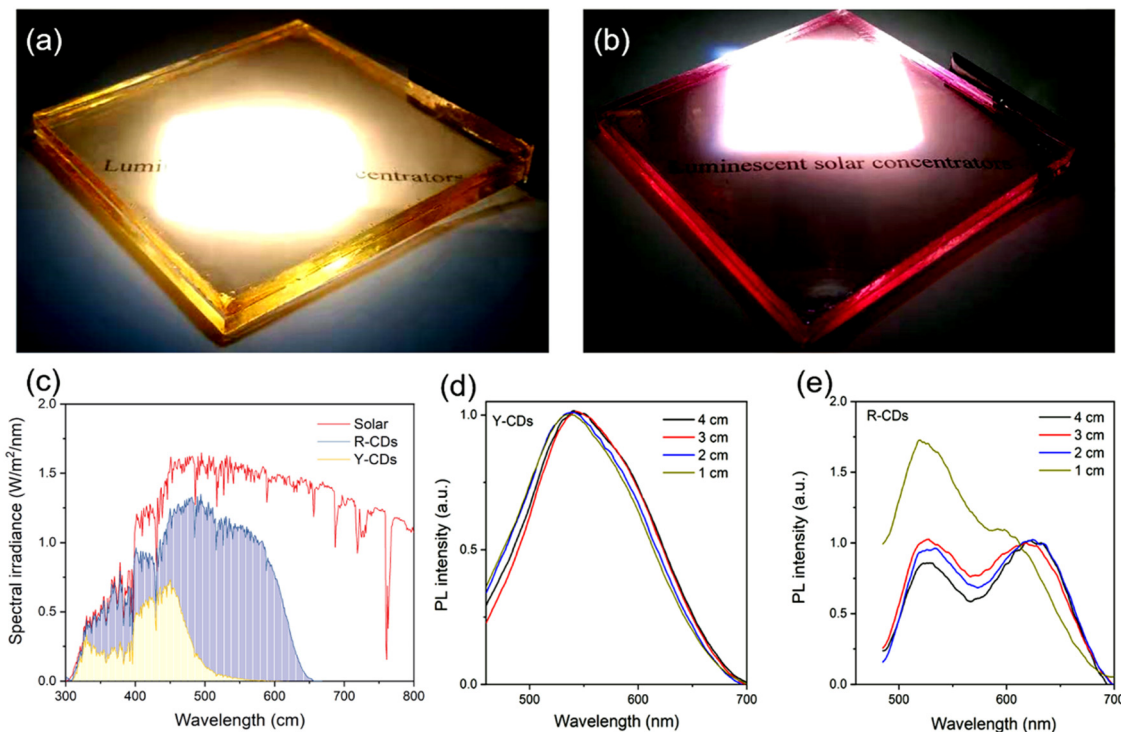 (a)
Lumi centrators
(b)
Luminescent solar concentrators
(c)
Spectral irradiance (W/m²/nm)
2.0
1.5
1.0
0.5
0.0
300 400 500 600 700 800
Wavelength (cm)
Solar
R-CDs
Y-CDs
(d)
PL intensity (a.u.)
1.0
0.5
0.0
500 600 700
Wavelength (nm)
Y-CDs
4 cm
3 cm
2 cm
1 cm
(e)
PL intensity (a.u.)
2.0
1.5
1.0
0.5
0.0
500 600 700
Wavelength (nm)
R-CDs
4 cm
3 cm
2 cm
1 cm